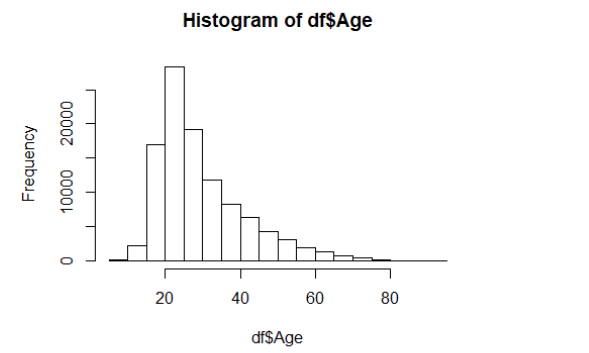 Histogram of df$Age
Frequency
20000
10000
0
20 40 60 80
df$Age